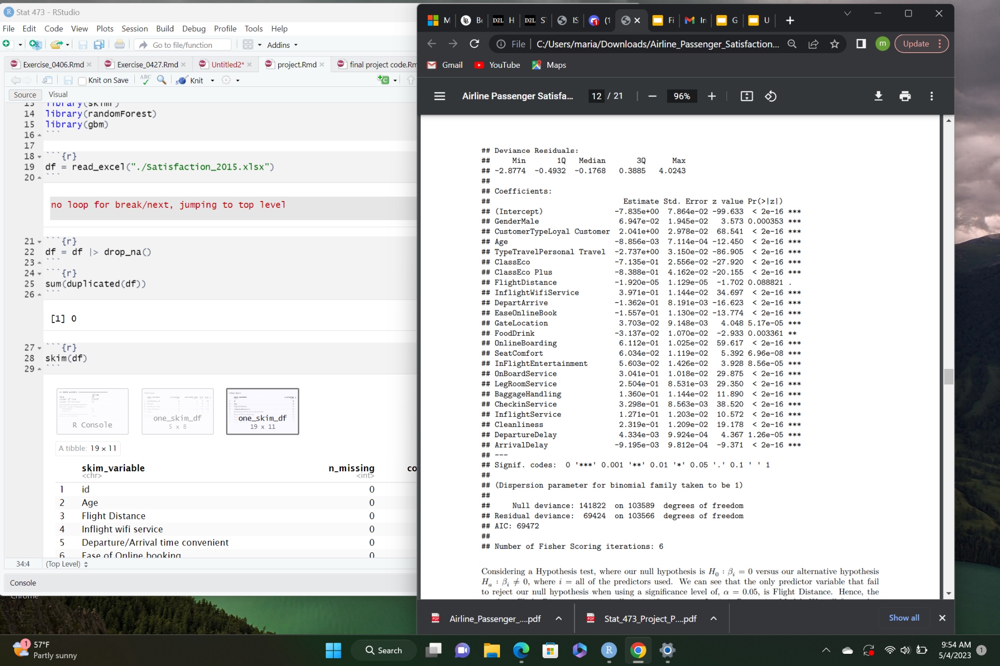 Stat 473 - RStudio
File Edit Code View Plots Session Build Debug Profile Tools Help
Go to file/function Addins
Exercise_0406.Rmd Exercise_0427.Rmd Untitled2* project.Rmd final project code.Rm
Knit on Save ABC Knit
Source Visual
13 library(skimr)
14 library(randomForest)
15 library(gbm)
16 ```
17
18 ```{r}
19 df = read_excel("./Satisfaction_2015.xlsx")
20 ```
no loop for break/next, jumping to top level
21 ```{r}
22 df = df |> drop_na()
23 ```
24 ```{r}
25 sum(duplicated(df))
26 ```
[1] 0
27 ```{r}
28 skim(df)
29 ```
R Console
one_skim_df
5 x 8
one_skim_df
19 x 11
A tibble: 19 × 11
skim_variable n_missing co
<chr> <int>
1 id 0
2 Age 0
3 Flight Distance 0
4 Inflight wifi service 0
5 Departure/Arrival time convenient 0
6 Ease of Online booking 0
34:4 (Top Level)
Console
Chrome
M Be D2L H D2L S IS (1 Fi In G U
File C:/Users/maria/Downloads/Airline_Passenger_Satisfaction... m Update
Gmail YouTube Maps
Airline Passenger Satisfa... 12 / 21 96%
## Deviance Residuals:
## Min 1Q Median 3Q Max
## -2.8774 -0.4932 -0.1768 0.3885 4.0243
##
## Coefficients:
## Estimate Std. Error z value Pr(>|z|)
## (Intercept) -7.835e+00 7.864e-02 -99.633 < 2e-16 ***
## GenderMale 6.947e-02 1.945e-02 3.573 0.000353 ***
## CustomerTypeLoyal Customer 2.041e+00 2.978e-02 68.541 < 2e-16 ***
## Age -8.856e-03 7.114e-04 -12.450 < 2e-16 ***
## TypeTravelPersonal Travel -2.737e+00 3.150e-02 -86.905 < 2e-16 ***
## ClassEco -7.135e-01 2.556e-02 -27.920 < 2e-16 ***
## ClassEco Plus -8.388e-01 4.162e-02 -20.155 < 2e-16 ***
## FlightDistance -1.920e-05 1.129e-05 -1.702 0.088821 .
## InflightWifiService 3.971e-01 1.144e-02 34.697 < 2e-16 ***
## DepartArrive -1.362e-01 8.191e-03 -16.623 < 2e-16 ***
## EaseOnlineBook -1.557e-01 1.130e-02 -13.774 < 2e-16 ***
## GateLocation 3.703e-02 9.148e-03 4.048 5.17e-05 ***
## FoodDrink -3.137e-02 1.070e-02 -2.933 0.003361 **
## OnlineBoarding 6.112e-01 1.025e-02 59.617 < 2e-16 ***
## SeatComfort 6.034e-02 1.119e-02 5.392 6.96e-08 ***
## InFlightEntertainment 5.603e-02 1.426e-02 3.928 8.56e-05 ***
## OnBoardService 3.041e-01 1.018e-02 29.875 < 2e-16 ***
## LegRoomService 2.504e-01 8.531e-03 29.350 < 2e-16 ***
## BaggageHandling 1.360e-01 1.144e-02 11.890 < 2e-16 ***
## CheckinService 3.298e-01 8.563e-03 38.520 < 2e-16 ***
## InflightService 1.271e-01 1.203e-02 10.572 < 2e-16 ***
## Cleanliness 2.319e-01 1.209e-02 19.178 < 2e-16 ***
## DepartureDelay 4.334e-03 9.924e-04 4.367 1.26e-05 ***
## ArrivalDelay -9.195e-03 9.812e-04 -9.371 < 2e-16 ***
## ---
## Signif. codes: 0 '***' 0.001 '**' 0.01 '*' 0.05 '.' 0.1 ' ' 1
##
## (Dispersion parameter for binomial family taken to be 1)
##
## Null deviance: 141822 on 103589 degrees of freedom
## Residual deviance: 69424 on 103566 degrees of freedom
## AIC: 69472
##
## Number of Fisher Scoring iterations: 6
Considering a Hypothesis test, where our null hypothesis is H₀ : βᵢ = 0 versus our alternative hypothesis
Hₐ : βᵢ ≠ 0, where i = all of the predictors used. We can see that the only predictor variable that fail
to reject our null hypothesis when using a significance level of, α = 0.05, is Flight Distance. Hence, the
Airline_Passenger_....pdf Stat_473_Project_P....pdf Show all
1 57°F
Partly sunny
Search
9:54 AM
5/4/2023 1